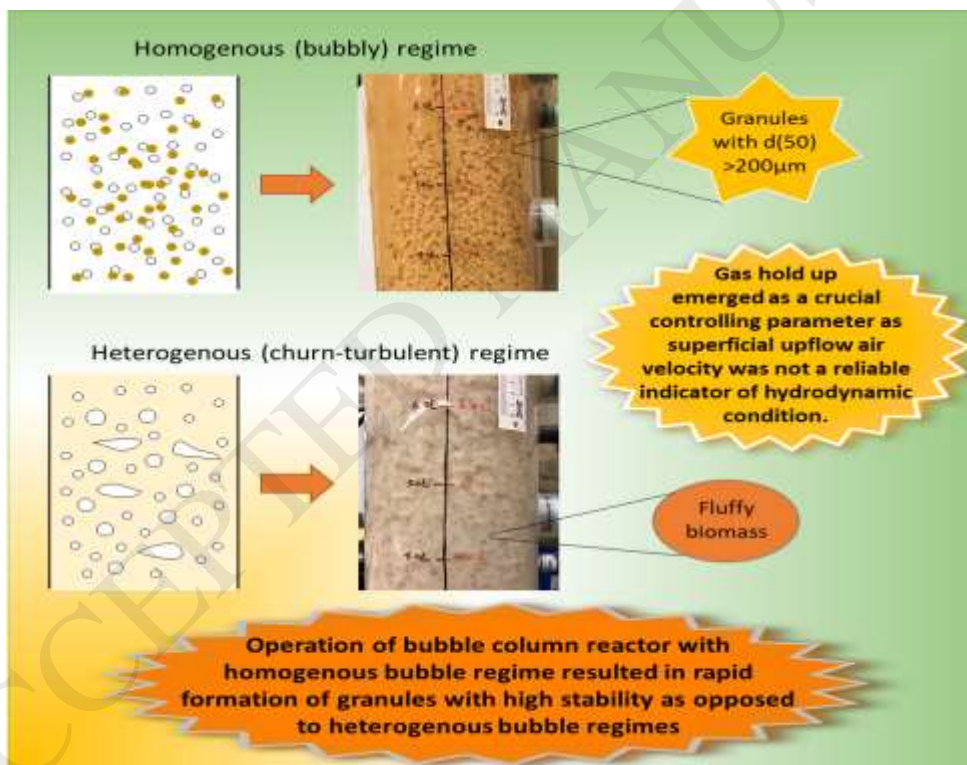 Homogenous (bubbly) regime
Granules
with d(50)
>200µm
Gas hold up
emerged as a crucial
controlling parameter as
superficial upflow air
velocity was not a reliable
indicator of hydrodynamic
condition.
Heterogenous (churn-turbulent) regime
Fluffy
biomass
Operation of bubble column reactor with
homogenous bubble regime resulted in rapid
formation of granules with high stability as opposed
to heterogenous bubble regimes